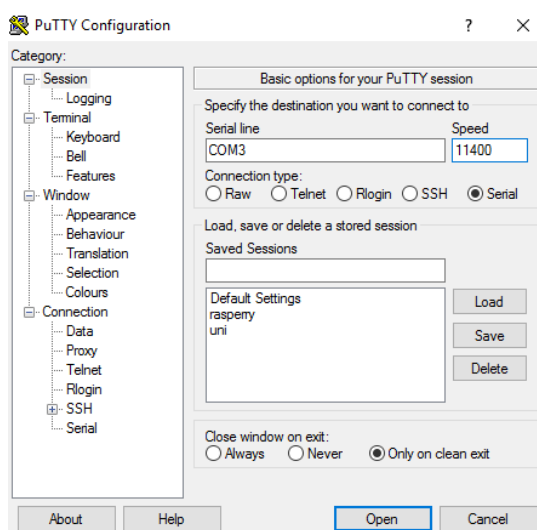 PuTTY Configuration ? ×
Category:
Session
Logging
Terminal
Keyboard
Bell
Features
Window
Appearance
Behaviour
Translation
Selection
Colours
Connection
Data
Proxy
Telnet
Rlogin
SSH
Serial
Basic options for your PuTTY session
Specify the destination you want to connect to
Serial line Speed
COM3 11400
Connection type:
Raw Telnet Rlogin SSH Serial
Load, save or delete a stored session
Saved Sessions
Default Settings
rasperry
uni
Load
Save
Delete
Close window on exit:
Always Never Only on clean exit
About Help Open Cancel